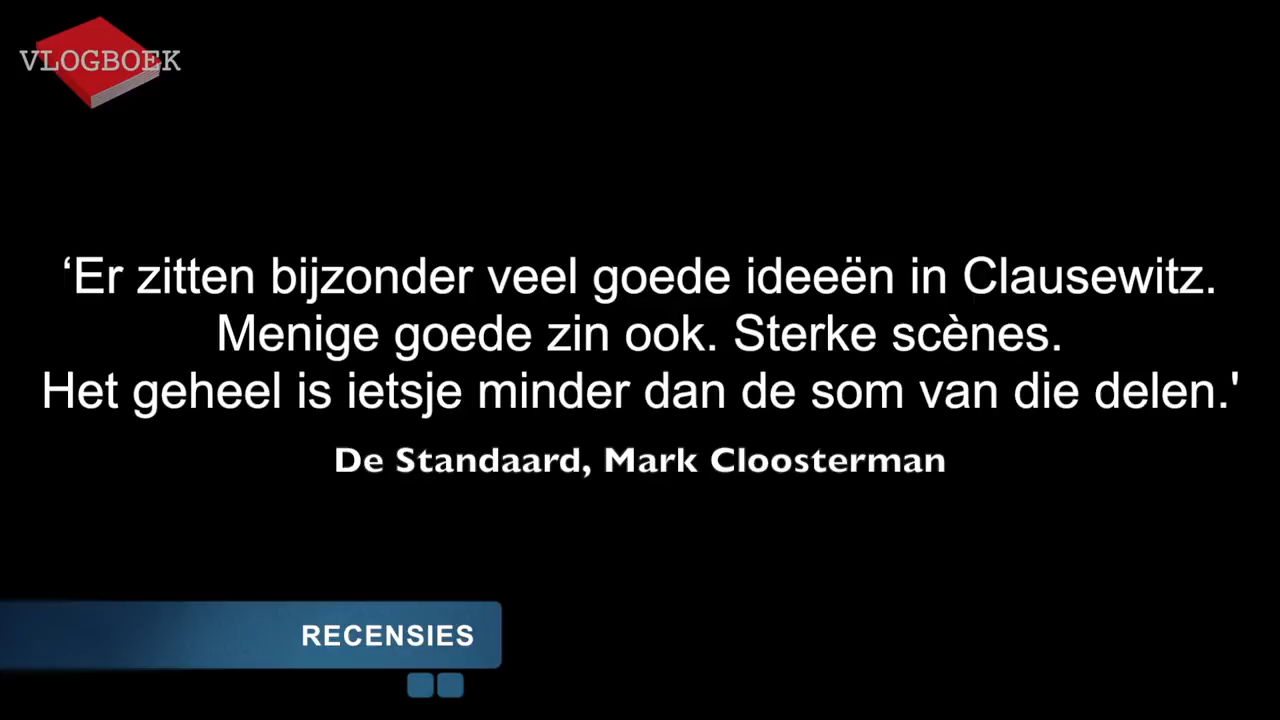 VLOGBOEK
‘Er zitten bijzonder veel goede ideeën in Clausewitz.
Menige goede zin ook. Sterke scènes.
Het geheel is ietsje minder dan de som van die delen.'
De Standaard, Mark Cloosterman
RECENSIES